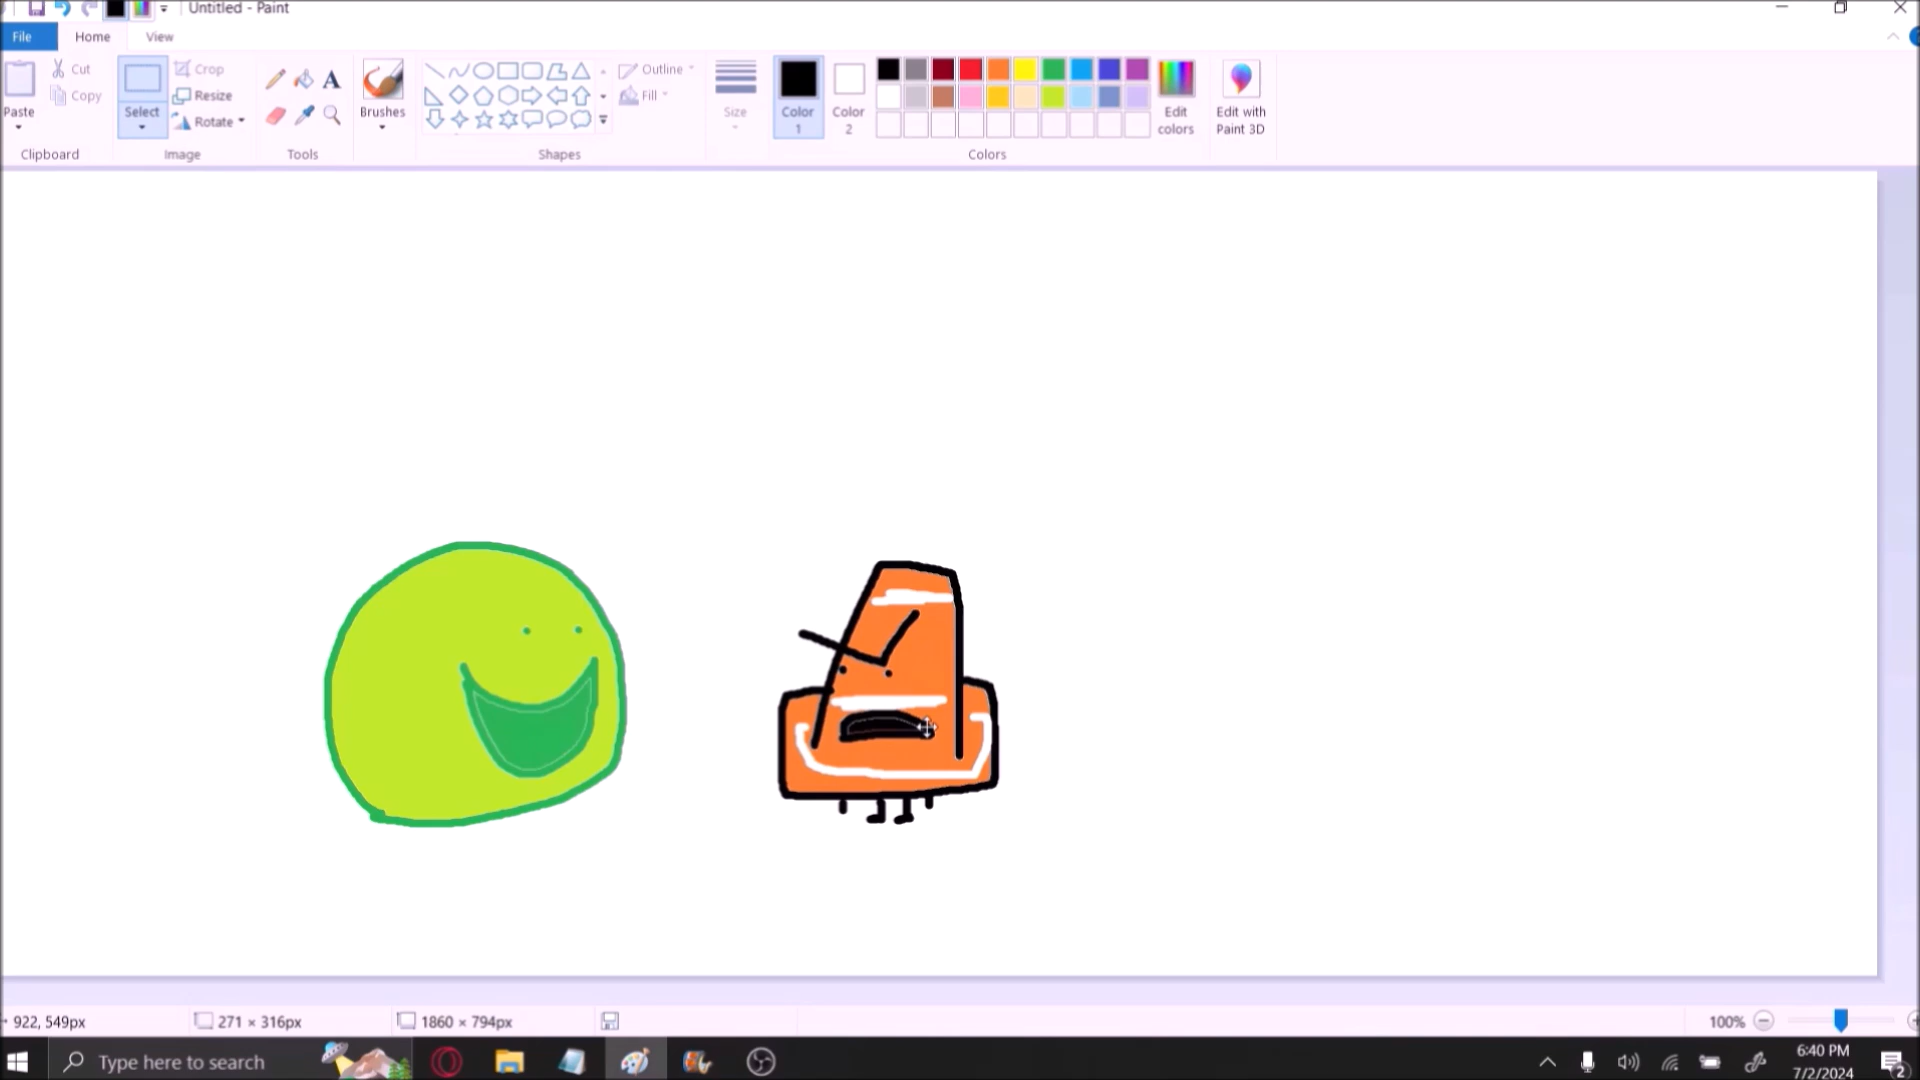 Untitled - Paint
File
Home
View
Paste
Cut
Copy
Clipboard
Select
Crop
Resize
Rotate
Image
A
Tools
Brushes
Outline
Fill
Shapes
Size
Color
1
Color
2
Edit
colors
Edit with
Paint 3D
Colors
922, 549px
271 × 316px
1860 × 794px
100%
Type here to search
6:40 PM
7/2/2024
2